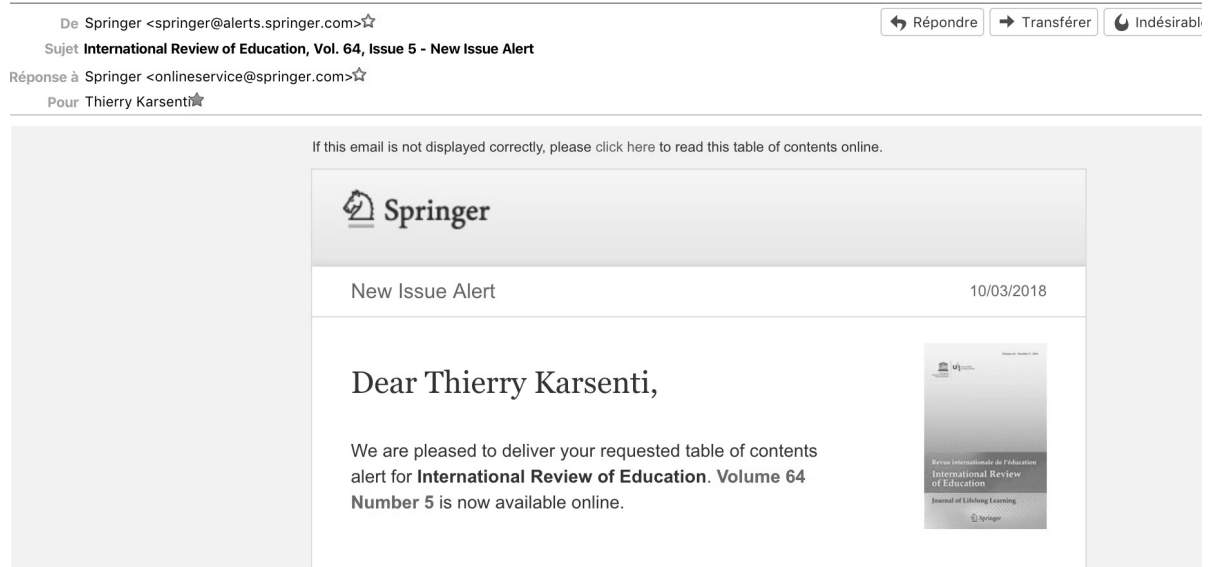 De Springer <springer@alerts.springer.com>
Répondre
Transférer
Sujet International Review of Education, Vol. 64, Issue 5 - New Issue Alert
Réponse à Springer <onlineservice@springer.com>
Pour Thierry Karsenti
If this email is not displayed correctly, please click here to read this table of contents online.
Springer
New Issue Alert
10/03/2018
Dear Thierry Karsenti,
We are pleased to deliver your requested table of contents
alert for International Review of Education. Volume 64
Number 5 is now available online.
Revue internationale de l'éducation
International Review
of Education
Journal of Lifelong Learning
Springer